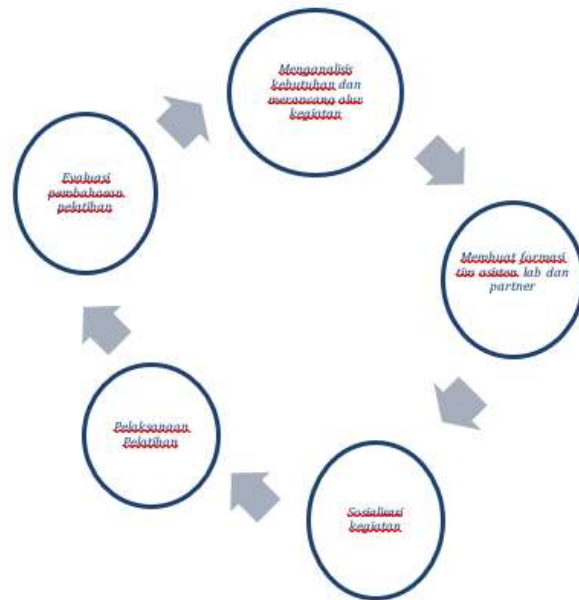 Menganalisis
kebutuhan dan
merancang alur
kegiatan
Membuat formasi
tim asisten lab dan
partner
Sosialisasi
kegiatan
Pelaksanaan
Pelatihan
Evaluasi
pembahasan
pelatihan